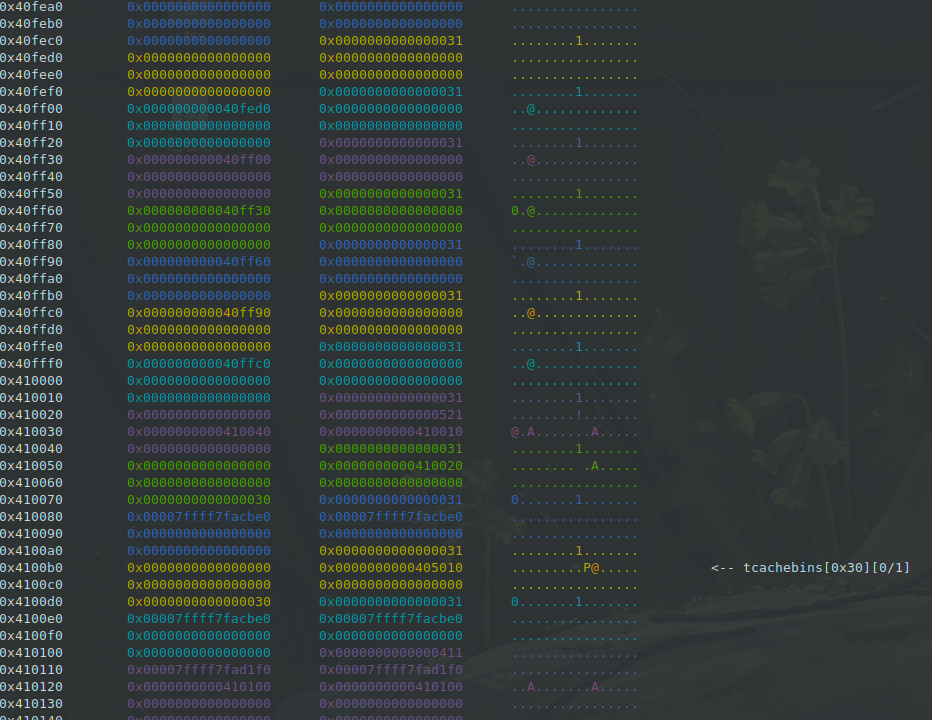 0x40fea0 0x0000000000000000 0x0000000000000000 ................
0x40feb0 0x0000000000000000 0x0000000000000000 ................
0x40fec0 0x0000000000000000 0x0000000000000031 ........1.......
0x40fed0 0x0000000000000000 0x0000000000000000 ................
0x40fee0 0x0000000000000000 0x0000000000000000 ................
0x40fef0 0x0000000000000000 0x0000000000000031 ........1.......
0x40ff00 0x000000000040fed0 0x0000000000000000 ..@.............
0x40ff10 0x0000000000000000 0x0000000000000000 ................
0x40ff20 0x0000000000000000 0x0000000000000031 ........1.......
0x40ff30 0x000000000040ff00 0x0000000000000000 ..@.............
0x40ff40 0x0000000000000000 0x0000000000000000 ................
0x40ff50 0x0000000000000000 0x0000000000000031 ........1.......
0x40ff60 0x000000000040ff30 0x0000000000000000 0.@.............
0x40ff70 0x0000000000000000 0x0000000000000000 ................
0x40ff80 0x0000000000000000 0x0000000000000031 ........1.......
0x40ff90 0x000000000040ff60 0x0000000000000000 `.@.............
0x40ffa0 0x0000000000000000 0x0000000000000000 ................
0x40ffb0 0x0000000000000000 0x0000000000000031 ........1.......
0x40ffc0 0x000000000040ff90 0x0000000000000000 ..@.............
0x40ffd0 0x0000000000000000 0x0000000000000000 ................
0x40ffe0 0x0000000000000000 0x0000000000000031 ........1.......
0x40fff0 0x000000000040ffc0 0x0000000000000000 ..@.............
0x410000 0x0000000000000000 0x0000000000000000 ................
0x410010 0x0000000000000000 0x0000000000000031 ........1.......
0x410020 0x0000000000000000 0x0000000000000521 ........!.......
0x410030 0x0000000000410040 0x0000000000410010 @.A.......A.....
0x410040 0x0000000000000000 0x0000000000000031 ........1.......
0x410050 0x0000000000000000 0x0000000000410020 ........ .A.....
0x410060 0x0000000000000000 0x0000000000000000 ................
0x410070 0x0000000000000030 0x0000000000000031 0.......1.......
0x410080 0x00007ffff7facbe0 0x00007ffff7facbe0 ................
0x410090 0x0000000000000000 0x0000000000000000 ................
0x4100a0 0x0000000000000000 0x0000000000000031 ........1.......
0x4100b0 0x0000000000000000 0x0000000000405010 .........P@..... <-- tcachebins[0x30][0/1]
0x4100c0 0x0000000000000000 0x0000000000000000 ................
0x4100d0 0x0000000000000030 0x0000000000000031 0.......1.......
0x4100e0 0x00007ffff7facbe0 0x00007ffff7facbe0 ................
0x4100f0 0x0000000000000000 0x0000000000000000 ................
0x410100 0x0000000000000000 0x0000000000000411 ................
0x410110 0x00007ffff7fad1f0 0x00007ffff7fad1f0 ................
0x410120 0x0000000000410100 0x0000000000410100 ..A.......A.....
0x410130 0x0000000000000000 0x0000000000000000 ................